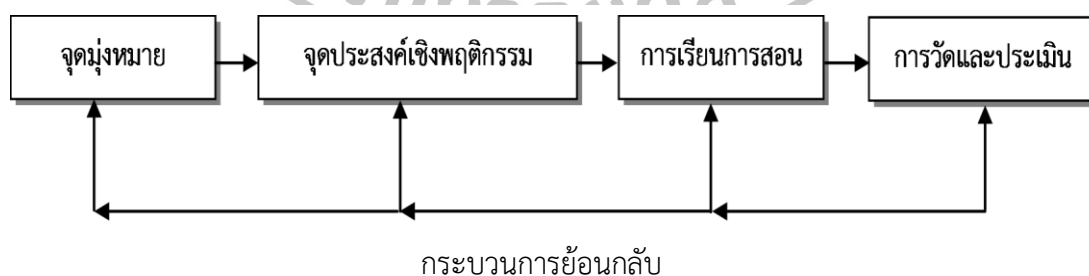 จุดมุ่งหมาย
จุดประสงค์เชิงพฤติกรรม
การเรียนการสอน
การวัดและประเมิน
กระบวนการย้อนกลับ